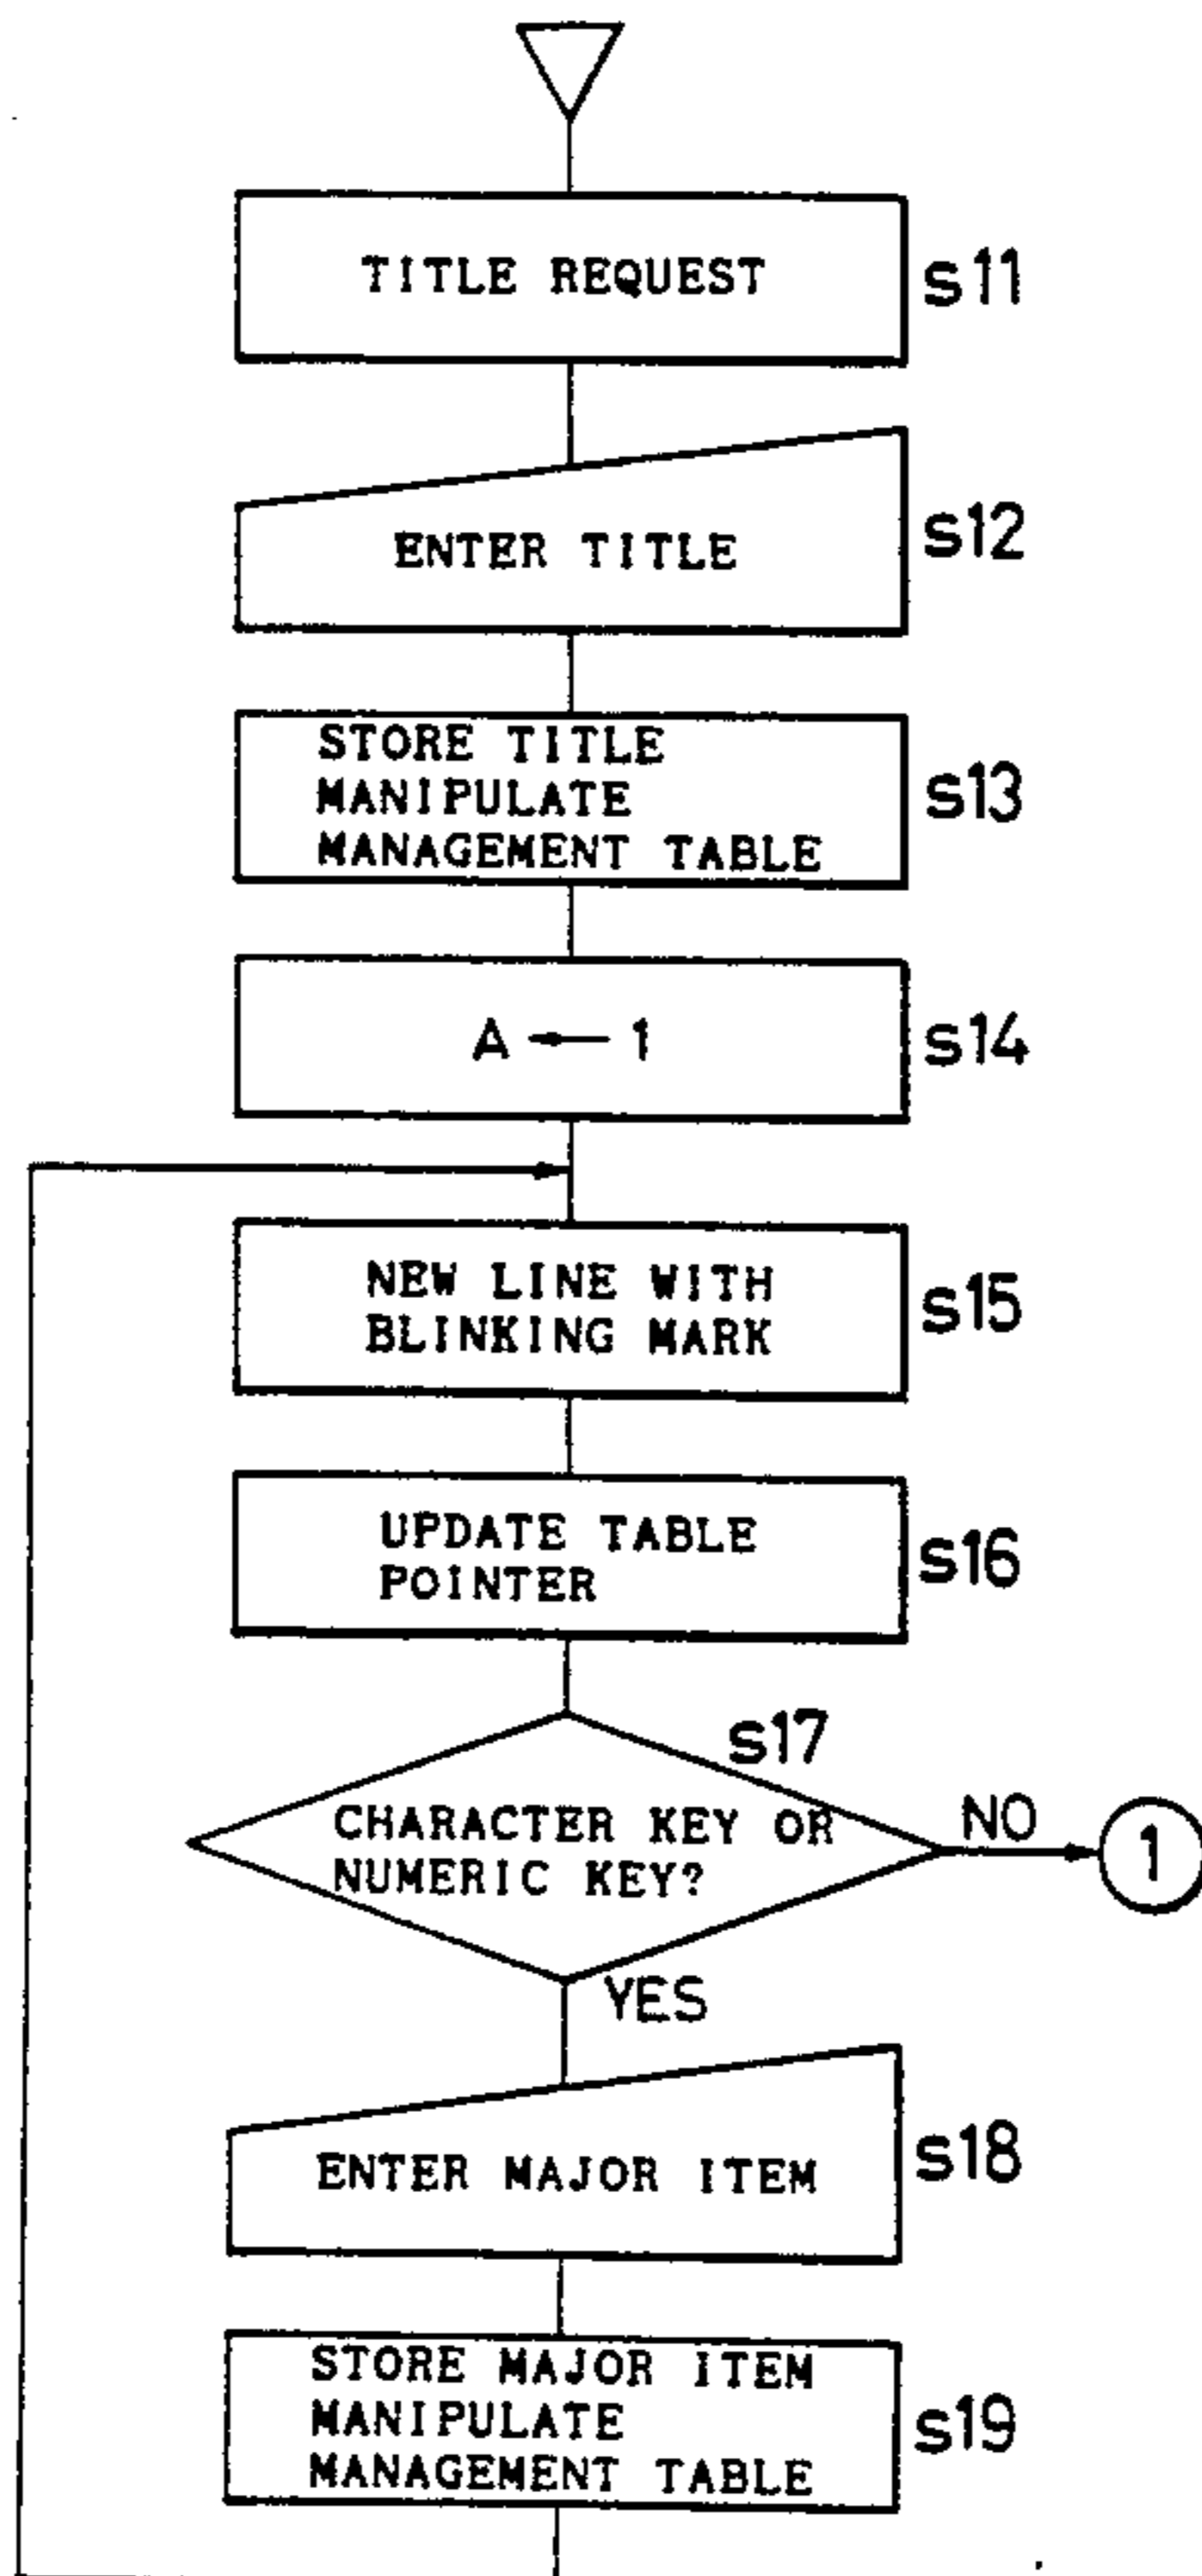 TITLE REQUEST
s11
ENTER TITLE
s12
STORE TITLE
MANIPULATE
MANAGEMENT TABLE
s13
A ← 1
s14
NEW LINE WITH
BLINKING MARK
s15
UPDATE TABLE
POINTER
s16
s17
CHARACTER KEY OR
NUMERIC KEY?
NO
1
YES
ENTER MAJOR ITEM
s18
STORE MAJOR ITEM
MANIPULATE
MANAGEMENT TABLE
s19